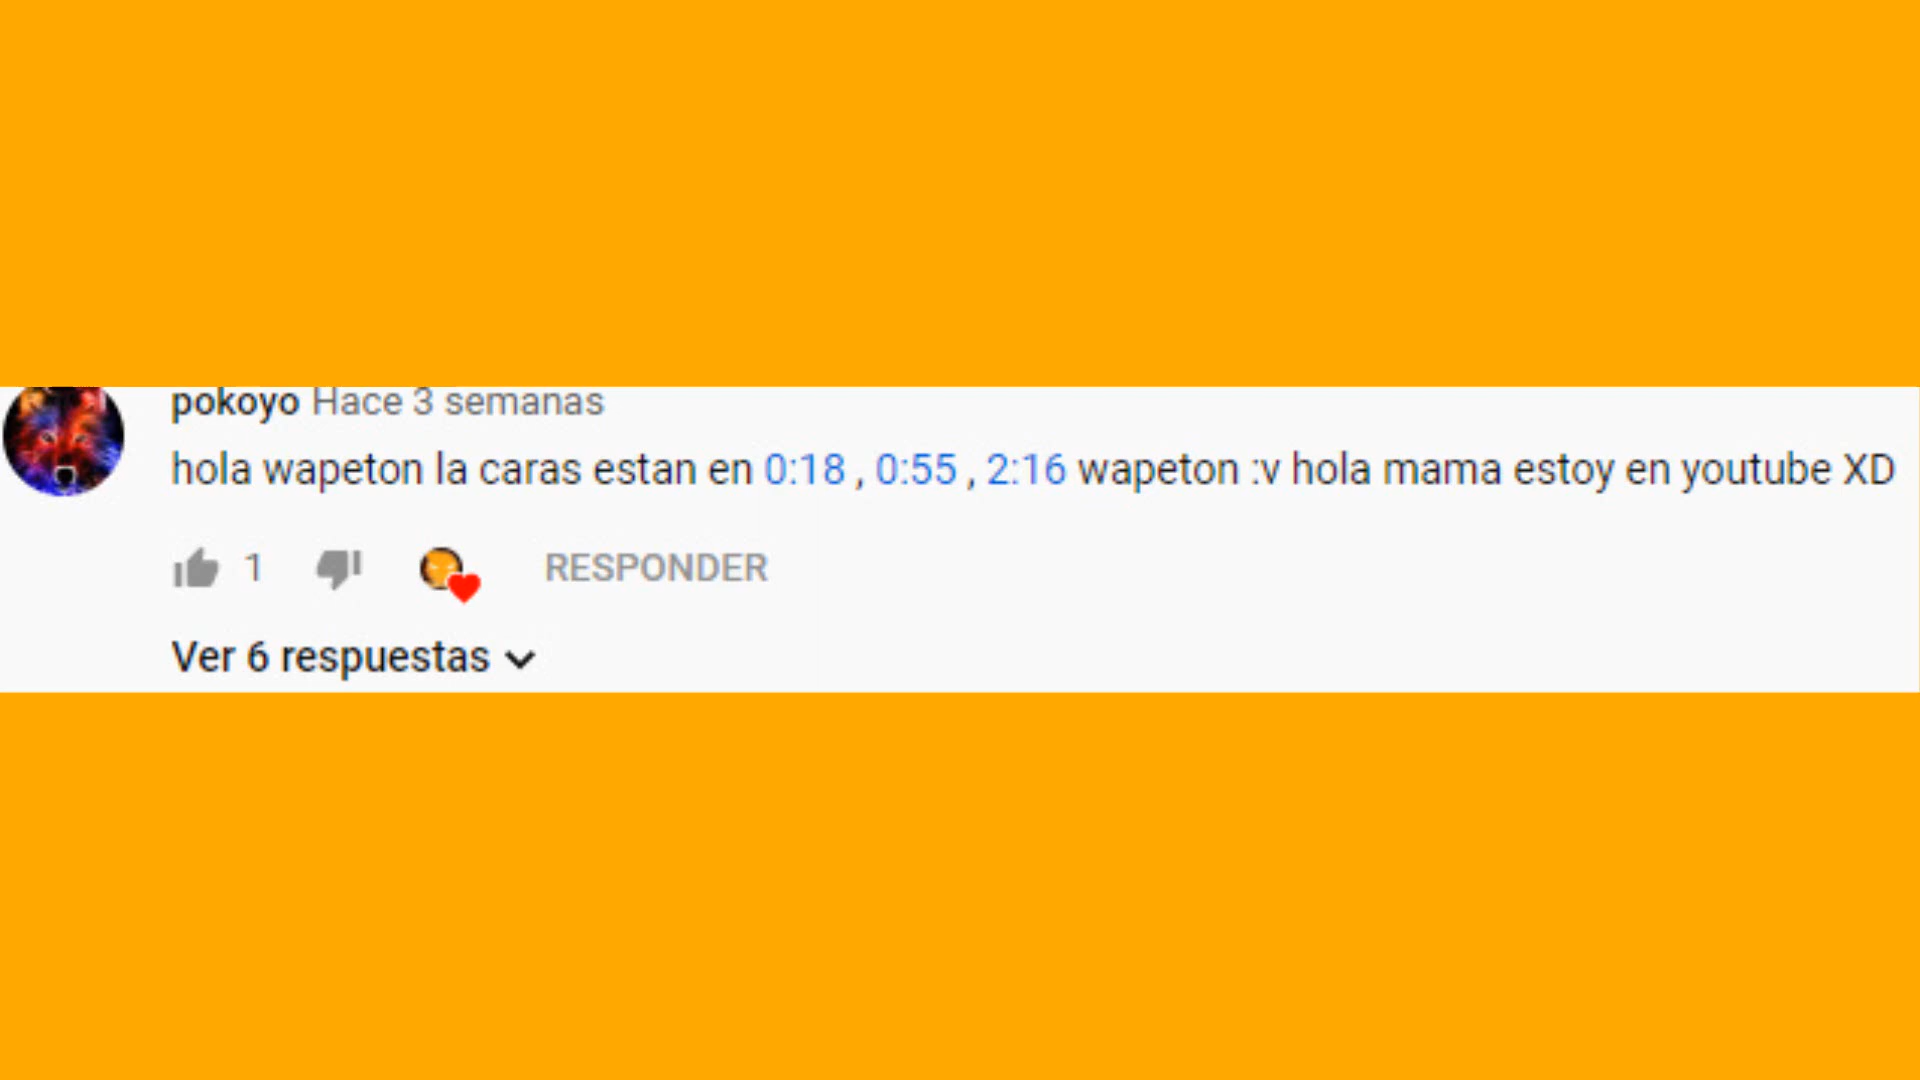 pokoyo Hace 3 semanas
hola wapeton la caras estan en 0:18 , 0:55 , 2:16 wapeton :v hola mama estoy en youtube XD
1 RESPONDER
Ver 6 respuestas